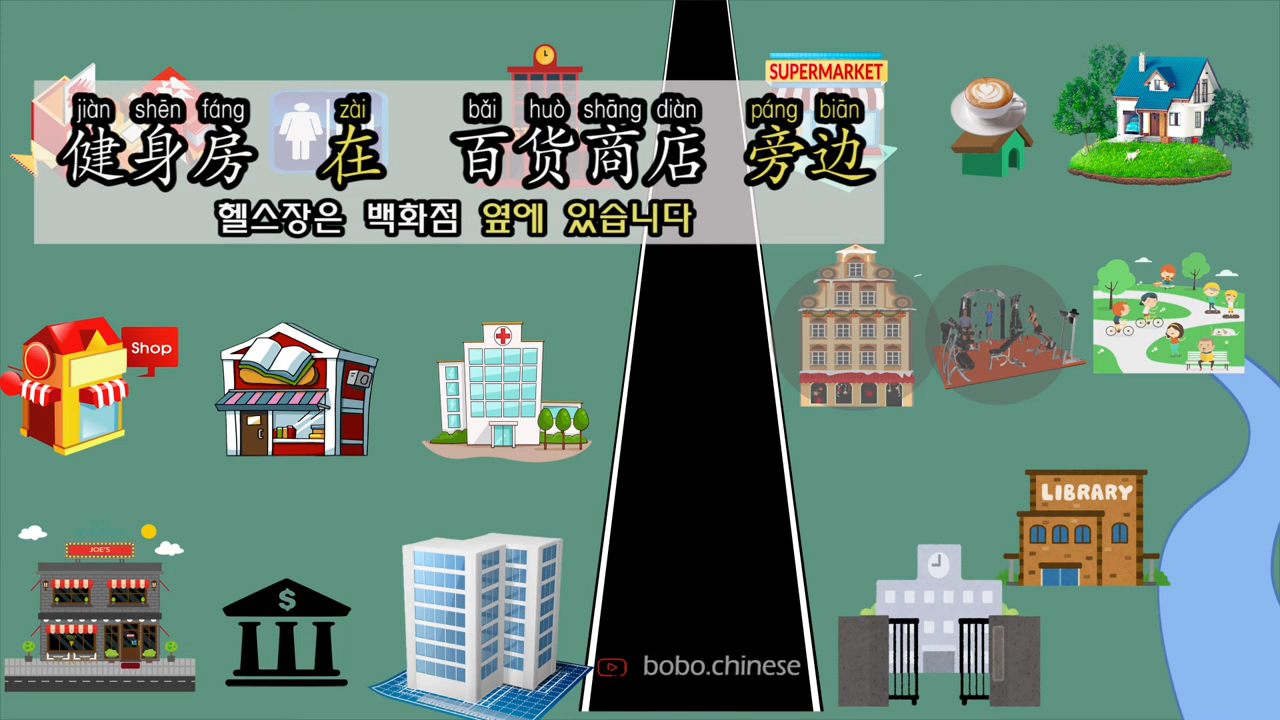 SUPERMARKET
jiàn shēn fáng zài bǎi huò shāng diàn páng biān
健身房 在 百货商店 旁边
헬스장은 백화점 옆에 있습니다
Shop
LIBRARY
JOE'S
$
bobo.chinese